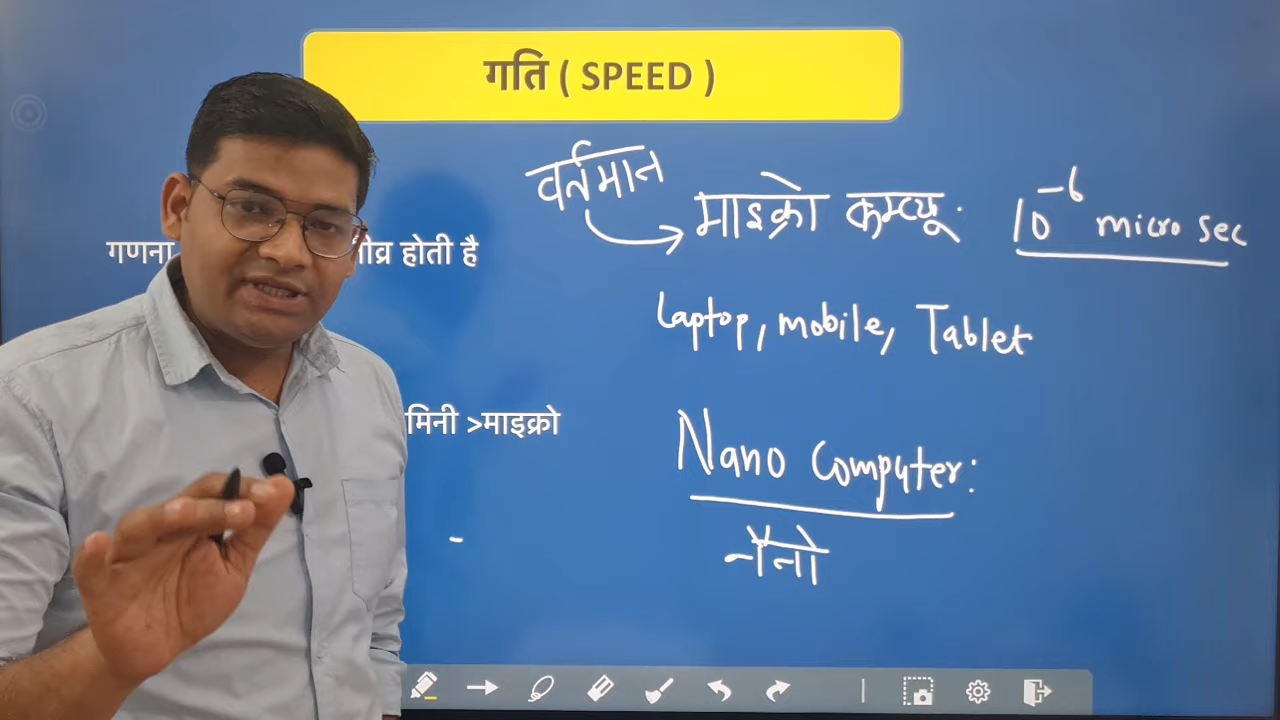 गति ( SPEED )
वर्तमान
माइक्रो कम्प्यू. 10⁻⁶ micro sec
गणना तीव्र होती है
Laptop, mobile, Tablet
मिनी >माइक्रो
Nano Computer:
नैनो